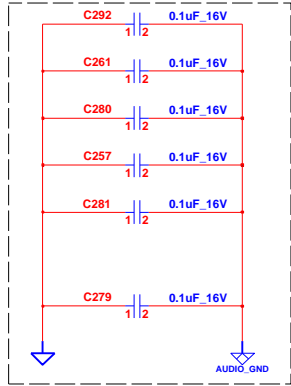 C292 0.1uF_16V
1 2
C261 0.1uF_16V
1 2
C280 0.1uF_16V
1 2
C257 0.1uF_16V
1 2
C281 0.1uF_16V
1 2
C279 0.1uF_16V
1 2
AUDIO_GND